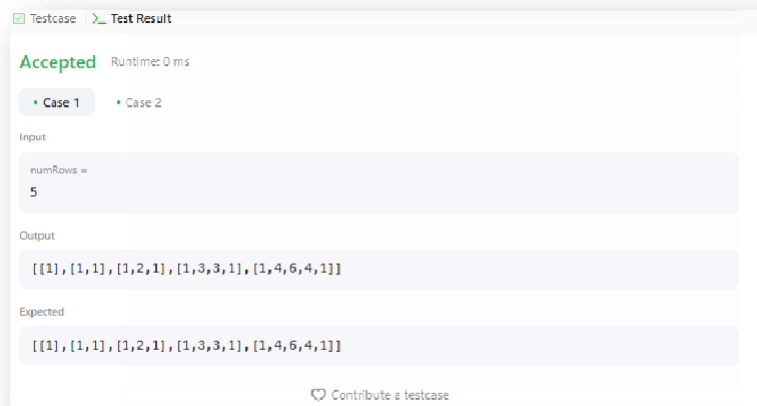 Testcase Test Result
Accepted Runtime: 0 ms
Case 1 Case 2
Input
numRows =
5
Output
[[1],[1,1],[1,2,1],[1,3,3,1],[1,4,6,4,1]]
Expected
[[1],[1,1],[1,2,1],[1,3,3,1],[1,4,6,4,1]]
Contribute a testcase